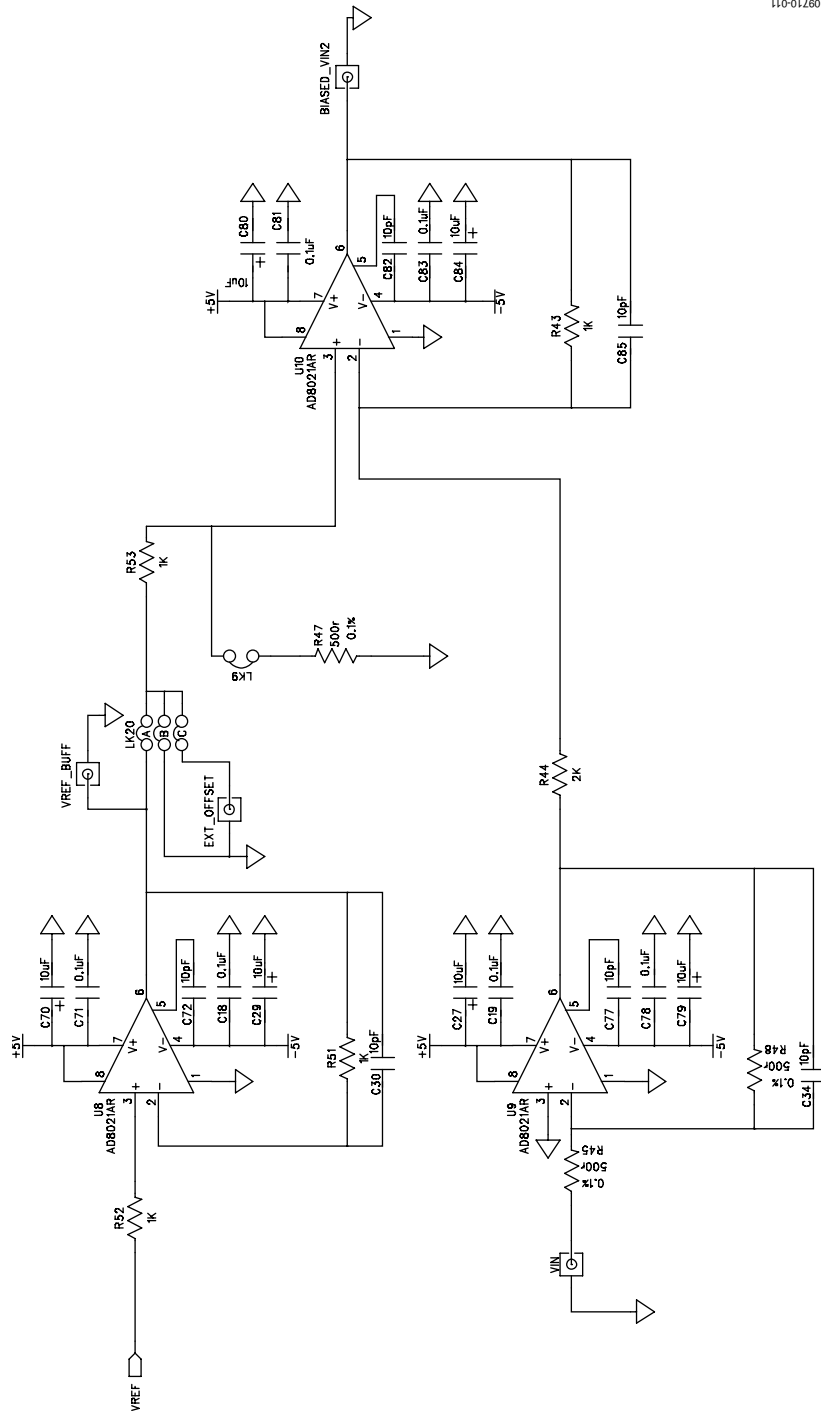 09710-011
BIASED_VIN2
+5V
10uF
C80
+
C81
0.1uF
8
7
V+
U10
AD8021AR
3
+
6
2
-
V-
5
4
1
10pF
C82
0.1uF
C83
10uF
C84
+
-5V
R43
1K
10pF
C85
R53
1K
LK9
R47
500r
0.1%
VREF_BUFF
LK20
A
B
C
EXT_OFFSET
R44
2K
+5V
C70
10uF
+
C71
0.1uF
8
7
V+
U8
AD8021AR
3
+
6
2
-
V-
5
4
1
C72
10pF
C18
0.1uF
C29
10uF
+
-5V
R51
1K
10pF
C30
R52
1K
VREF
+5V
C27
10uF
+
C19
0.1uF
8
7
V+
U9
AD8021AR
3
+
6
2
-
V-
5
4
1
C77
10pF
C78
0.1uF
C79
10uF
+
-5V
R48
500r
0.1%
10pF
C34
R45
500r
0.1%
VIN